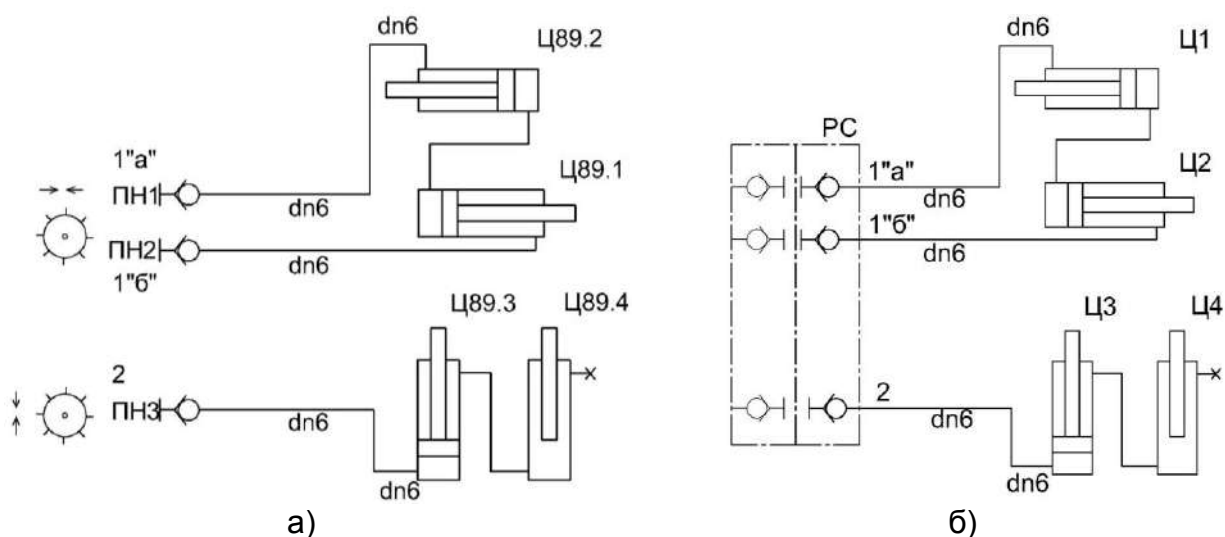 dn6
Ц89.2
1"а"
ПН1
dn6
Ц89.1
ПН2
dn6
1"б"
Ц89.3
Ц89.4
2
ПН3
dn6
dn6
а)
dn6
Ц1
РС
1"а"
Ц2
dn6
1"б"
dn6
Ц3
Ц4
2
dn6
dn6
б)